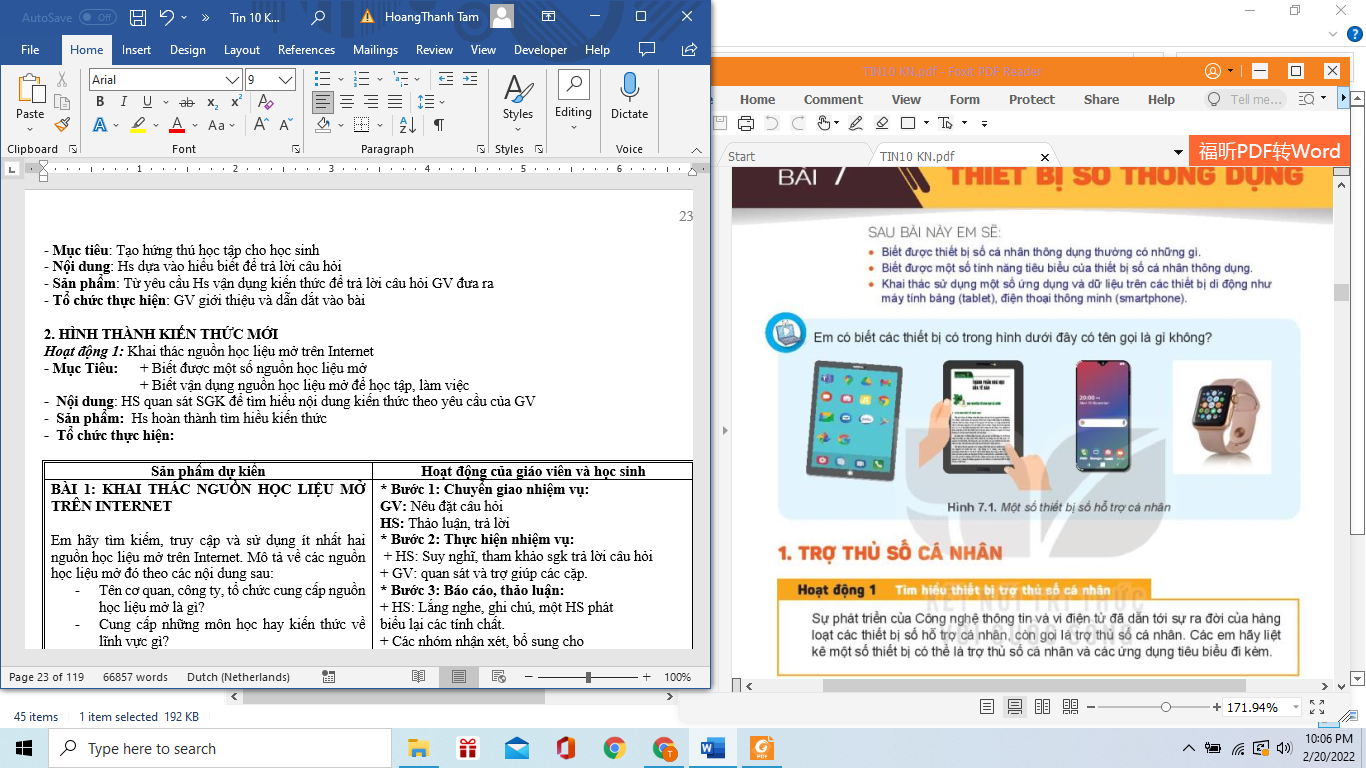 AutoSave
Off
Tin 10 K...
HoangThanh Tam
File
Home
Insert
Design
Layout
References
Mailings
Review
View
Developer
Help
Paste
Arial
9
B I U ab x₂ x²
A A Aa A A
Editing
Styles
Dictate
Clipboard
Font
Paragraph
Styles
Voice
L
1 2 3 4 5 6
23
- Mục tiêu: Tạo hứng thú học tập cho học sinh
- Nội dung: Hs dựa vào hiểu biết để trả lời câu hỏi
- Sản phẩm: Từ yêu cầu Hs vận dụng kiến thức để trả lời câu hỏi GV đưa ra
- Tổ chức thực hiện: GV giới thiệu và dẫn dắt vào bài
2. HÌNH THÀNH KIẾN THỨC MỚI
Hoạt động 1: Khai thác nguồn học liệu mở trên Internet
- Mục Tiêu: + Biết được một số nguồn học liệu mở
+ Biết vận dụng nguồn học liệu mở để học tập, làm việc
- Nội dung: HS quan sát SGK để tìm hiểu nội dung kiến thức theo yêu cầu của GV
- Sản phẩm: Hs hoàn thành tìm hiểu kiến thức
- Tổ chức thực hiện:
Sản phẩm dự kiến
BÀI 1: KHAI THÁC NGUỒN HỌC LIỆU MỞ
TRÊN INTERNET
Em hãy tìm kiếm, truy cập và sử dụng ít nhất hai
nguồn học liệu mở trên Internet. Mô tả về các nguồn
học liệu mở đó theo các nội dung sau:
- Tên cơ quan, công ty, tổ chức cung cấp nguồn
học liệu mở là gì?
- Cung cấp những môn học hay kiến thức về
lĩnh vực gì?
Hoạt động của giáo viên và học sinh
* Bước 1: Chuyển giao nhiệm vụ:
GV: Nêu đặt câu hỏi
HS: Thảo luận, trả lời
* Bước 2: Thực hiện nhiệm vụ:
+ HS: Suy nghĩ, tham khảo sgk trả lời câu hỏi
+ GV: quan sát và trợ giúp các cặp.
* Bước 3: Báo cáo, thảo luận:
+ HS: Lắng nghe, ghi chú, một HS phát
biểu lại các tính chất.
+ Các nhóm nhận xét, bổ sung cho
Page 23 of 119
66857 words
Dutch (Netherlands)
100%
45 items
1 item selected 192 KB
TIN10 KN.pdf - Foxit PDF Reader
Home
Comment
View
Form
Protect
Share
Help
Tell me...
Start
TIN10 KN.pdf
福昕PDF转Word
BÀI 7
THIẾT BỊ SỐ THÔNG DỤNG
SAU BÀI NÀY EM SẼ:
• Biết được thiết bị số cá nhân thông dụng thường có những gì.
• Biết được một số tính năng tiêu biểu của thiết bị số cá nhân thông dụng.
• Khai thác sử dụng một số ứng dụng và dữ liệu trên các thiết bị di động như
máy tính bảng (tablet), điện thoại thông minh (smartphone).
Em có biết các thiết bị có trong hình dưới đây có tên gọi là gì không?
20:00
Hình 7.1. Một số thiết bị số hỗ trợ cá nhân
1. TRỢ THỦ SỐ CÁ NHÂN
Hoạt động 1 Tìm hiểu thiết bị trợ thủ số cá nhân
KẾT NỐI TRI THỨC
VỚI CUỘC SỐNG
Sự phát triển của Công nghệ thông tin và vi điện tử đã dẫn tới sự ra đời của hàng
loạt các thiết bị số hỗ trợ cá nhân, còn gọi là trợ thủ số cá nhân. Các em hãy liệt
kê một số thiết bị có thể là trợ thủ số cá nhân và các ứng dụng tiêu biểu đi kèm.
171.94%
Type here to search
10:06 PM
2/20/2022